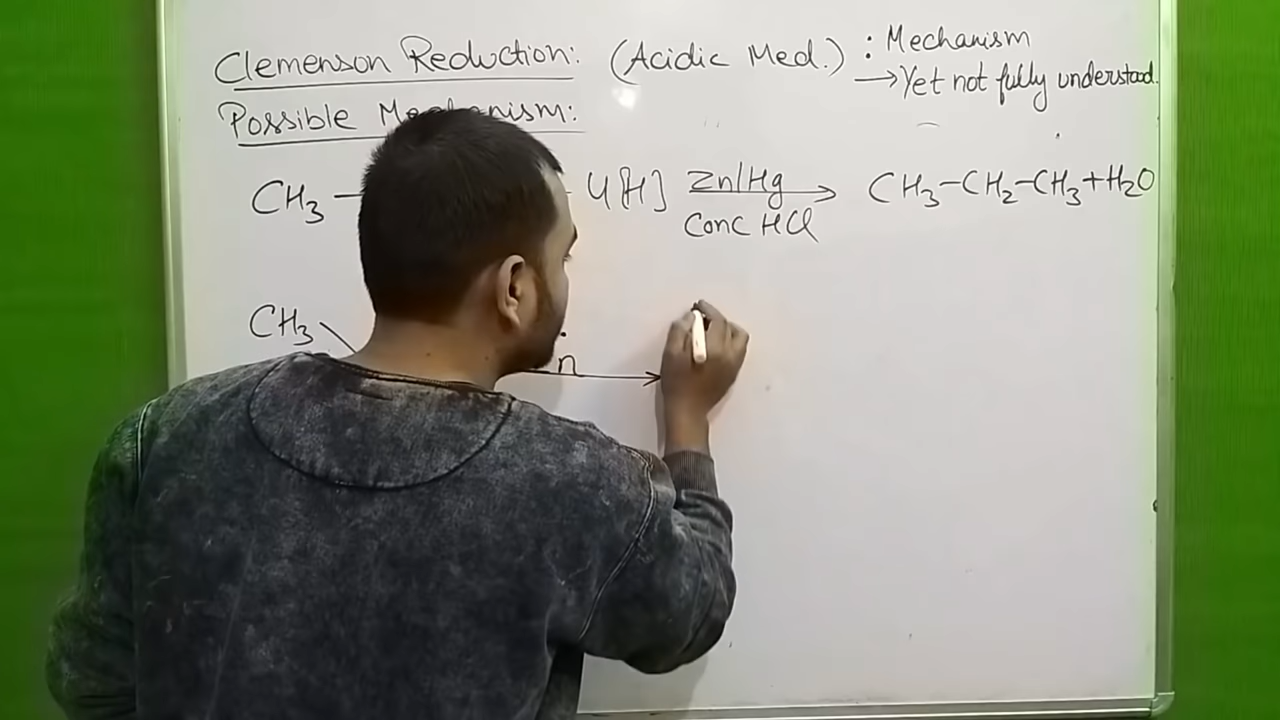 Clemenson Reduction: (Acidic Med.) : Mechanism
→ Yet not fully understood.
Possible Mechanism:
CH3 – 4[H] Zn/Hg → CH3-CH2-CH3+H2O
Conc HCl
CH3
n